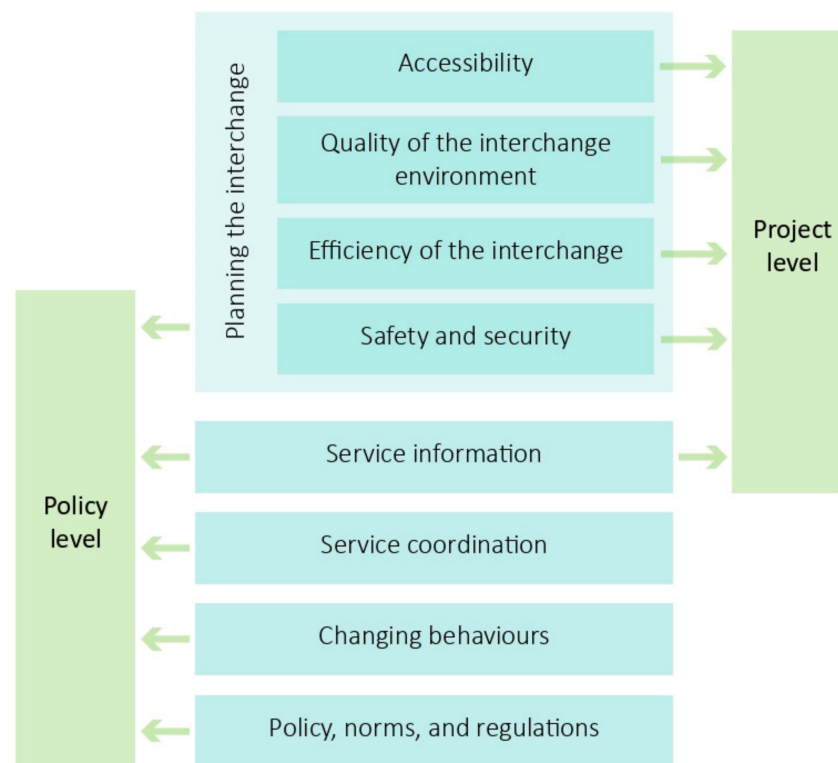 Planning the interchange
Accessibility
Quality of the interchange
environment
Efficiency of the interchange
Safety and security
Project
level
Service information
Policy
level
Service coordination
Changing behaviours
Policy, norms, and regulations